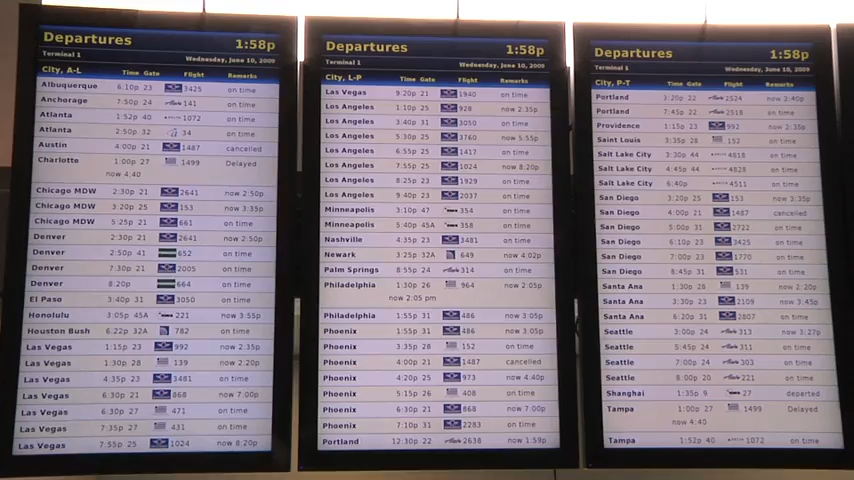 Departures 1:58p
Terminal 1 Wednesday, June 10, 2009
City, A-L Time Gate Flight Remarks
Albuquerque 6:10p 23 3425 on time
Anchorage 7:50p 24 Alaska 141 on time
Atlanta 1:52p 40 DELTA 1072 on time
Atlanta 2:50p 32 34 on time
Austin 4:00p 21 1487 cancelled
Charlotte 1:00p 27 1499 Delayed
now 4:40
Chicago MDW 2:30p 21 2641 now 2:50p
Chicago MDW 3:20p 25 153 now 3:35p
Chicago MDW 5:25p 21 661 on time
Denver 2:30p 21 2641 now 2:50p
Denver 2:50p 41 652 on time
Denver 7:30p 21 2005 on time
Denver 8:20p 664 on time
El Paso 3:40p 31 3050 on time
Honolulu 3:05p 45A 221 now 3:55p
Houston Bush 6:22p 32A 782 on time
Las Vegas 1:15p 23 992 now 2:35p
Las Vegas 1:30p 28 139 now 2:20p
Las Vegas 4:35p 23 3481 on time
Las Vegas 6:30p 21 868 now 7:00p
Las Vegas 6:30p 27 471 on time
Las Vegas 7:35p 27 431 on time
Las Vegas 7:55p 25 1024 now 8:20p
Departures 1:58p
Terminal 1 Wednesday, June 10, 2009
City, L-P Time Gate Flight Remarks
Las Vegas 9:20p 21 1940 on time
Los Angeles 1:10p 25 928 now 2:35p
Los Angeles 3:40p 31 3050 on time
Los Angeles 5:30p 25 3760 now 5:55p
Los Angeles 6:55p 25 1417 on time
Los Angeles 7:55p 25 1024 now 8:20p
Los Angeles 8:25p 23 1929 on time
Los Angeles 9:40p 23 2037 on time
Minneapolis 3:10p 47 354 on time
Minneapolis 5:40p 45A 358 on time
Nashville 4:35p 23 3481 on time
Newark 3:25p 32A 649 now 4:02p
Palm Springs 8:55p 24 Alaska 314 on time
Philadelphia 1:30p 26 964 now 2:05p
now 2:05 pm
Philadelphia 1:55p 31 486 now 3:05p
Phoenix 1:55p 31 486 now 3:05p
Phoenix 3:35p 28 152 on time
Phoenix 4:00p 21 1487 cancelled
Phoenix 4:20p 25 973 now 4:40p
Phoenix 5:15p 26 408 on time
Phoenix 6:30p 21 868 now 7:00p
Phoenix 7:10p 31 2283 on time
Portland 12:30p 22 Alaska 2638 now 1:59p
Departures 1:58p
Terminal 1 Wednesday, June 10, 2009
City, P-T Time Gate Flight Remarks
Portland 3:20p 22 Alaska 2524 now 3:40p
Portland 7:45p 22 Alaska 2518 on time
Providence 1:15p 23 992 now 2:35p
Saint Louis 3:35p 28 152 on time
Salt Lake City 3:30p 44 DELTA 4818 on time
Salt Lake City 4:45p 44 DELTA 4828 on time
Salt Lake City 6:40p DELTA 4511 on time
San Diego 3:20p 25 153 now 3:35p
San Diego 4:00p 21 1487 cancelled
San Diego 5:00p 31 2722 on time
San Diego 6:10p 23 3425 on time
San Diego 7:00p 23 1770 on time
San Diego 8:45p 31 531 on time
Santa Ana 1:30p 28 139 now 2:20p
Santa Ana 3:30p 23 2109 now 3:45p
Santa Ana 6:20p 31 2807 on time
Seattle 3:00p 24 Alaska 313 now 3:27p
Seattle 5:45p 24 Alaska 311 on time
Seattle 7:00p 24 Alaska 303 on time
Seattle 8:00p 20 Alaska 221 on time
Shanghai 1:35p 9 27 departed
Tampa 1:00p 27 1499 Delayed
now 4:40
Tampa 1:52p 40 DELTA 1072 on time